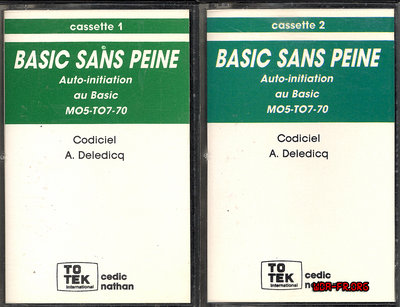 cassette 1
BASIC SANS PEINE
Auto-initiation
au Basic
MO5-TO7-70
Codiciel
A. Deledicq
TO
TEK
international
cedic
nathan
cassette 2
BASIC SANS PEINE
Auto-initiation
au Basic
MO5-TO7-70
Codiciel
A. Deledicq
TO
TEK
international
cedic
nathan